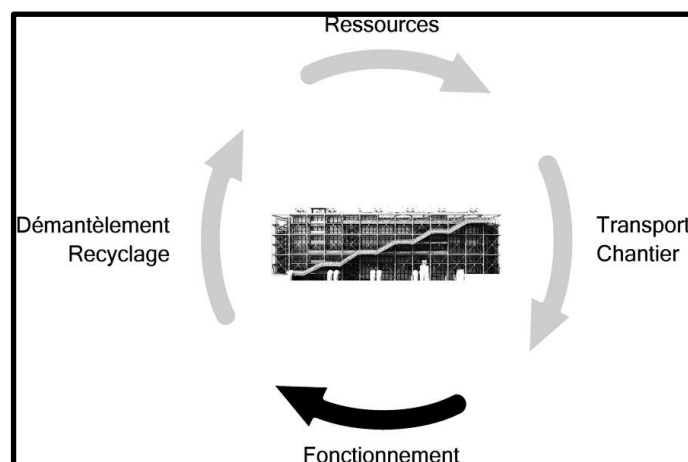 Ressources
Transport
Chantier
Fonctionnement
Démantèlement
Recyclage